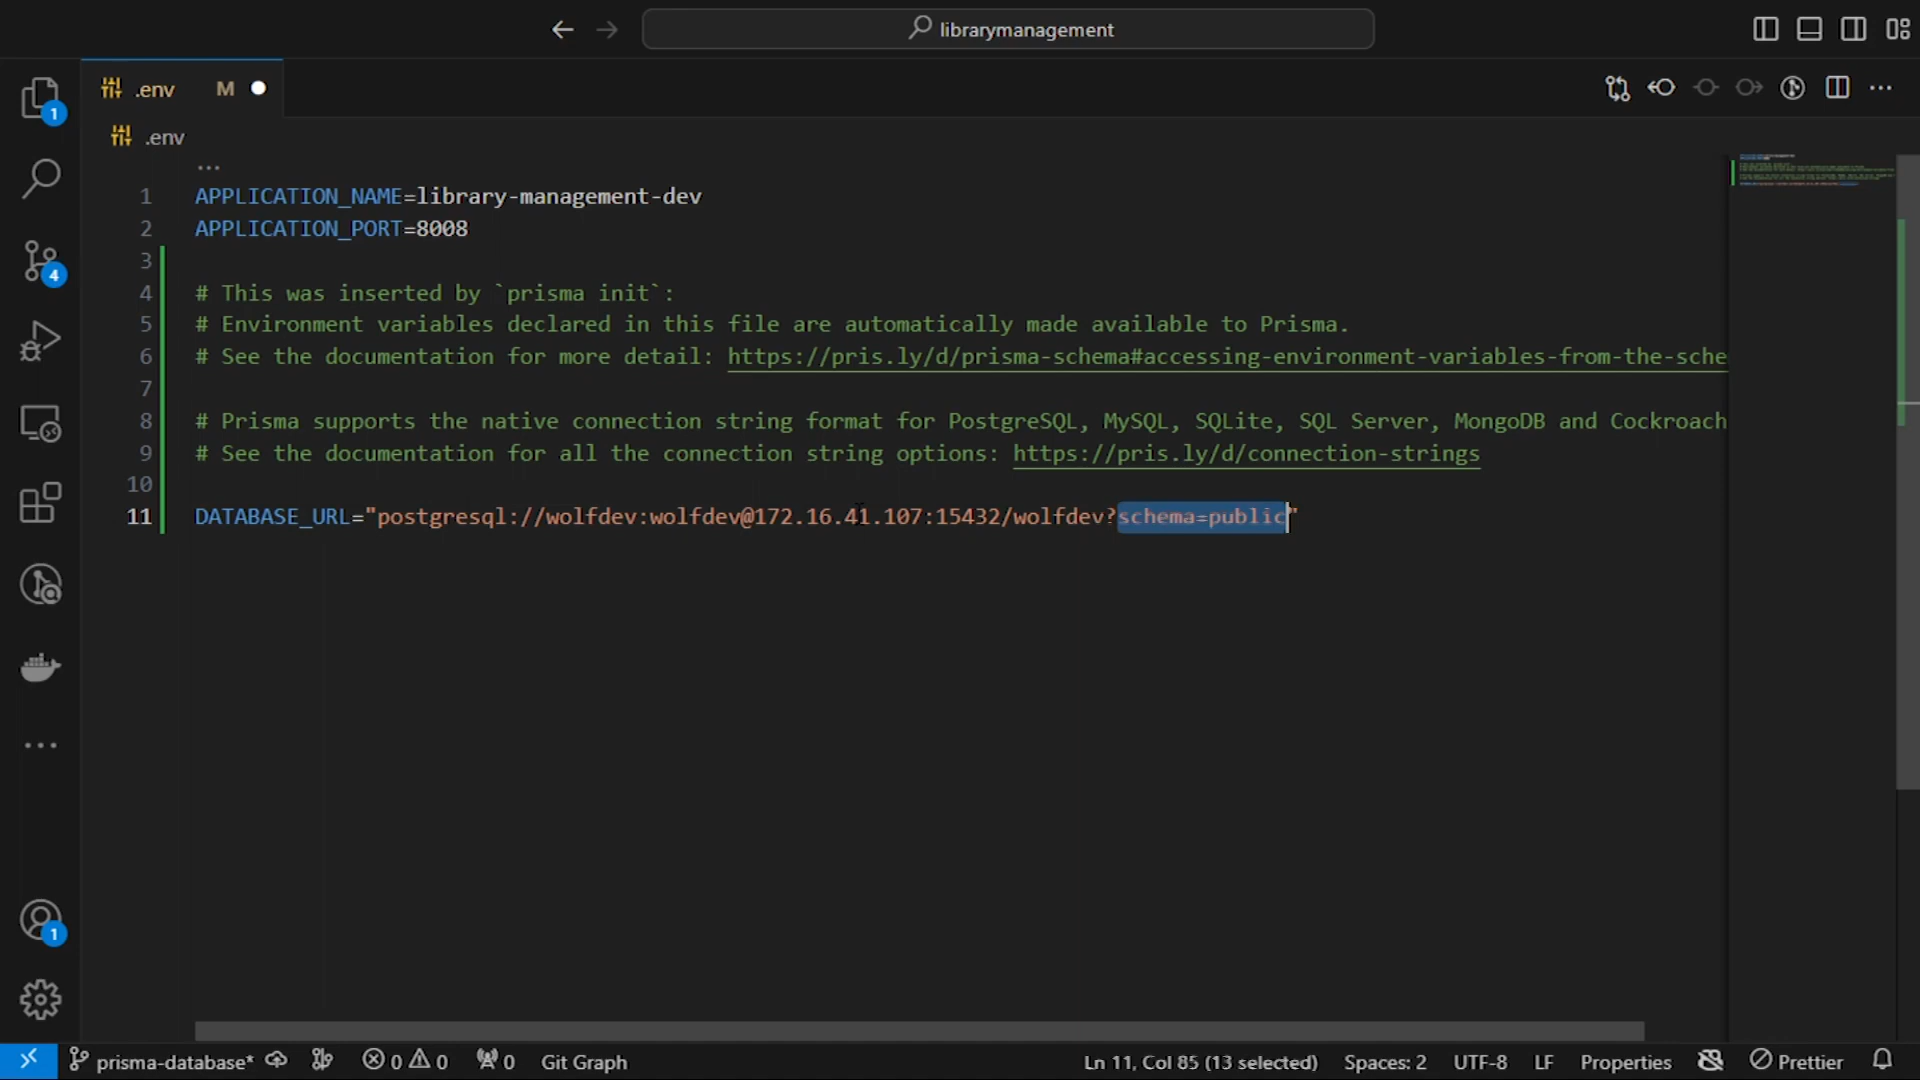 librarymanagement
.env M
.env
...
1 APPLICATION_NAME=library-management-dev
2 APPLICATION_PORT=8008
3
4 # This was inserted by `prisma init`:
5 # Environment variables declared in this file are automatically made available to Prisma.
6 # See the documentation for more detail: https://pris.ly/d/prisma-schema#accessing-environment-variables-from-the-sche
7
8 # Prisma supports the native connection string format for PostgreSQL, MySQL, SQLite, SQL Server, MongoDB and Cockroach
9 # See the documentation for all the connection string options: https://pris.ly/d/connection-strings
10
11 DATABASE_URL="postgresql://wolfdev:wolfdev@172.16.41.107:15432/wolfdev?schema=public"
1
4
1
prisma-database* 0 0 0 Git Graph Ln 11, Col 85 (13 selected) Spaces: 2 UTF-8 LF Properties Prettier